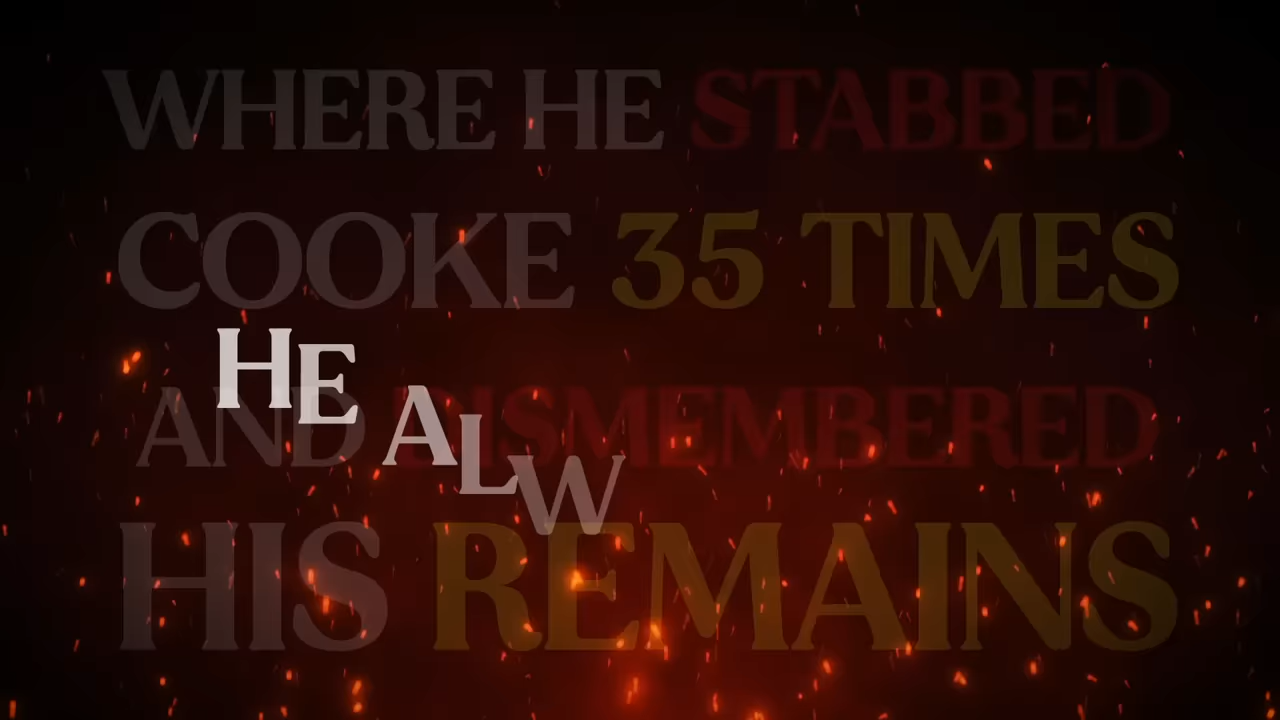 WHERE HE STABBED
COOKE 35 TIMES
AND DISMEMBERED
HIS REMAINS
HE ALW